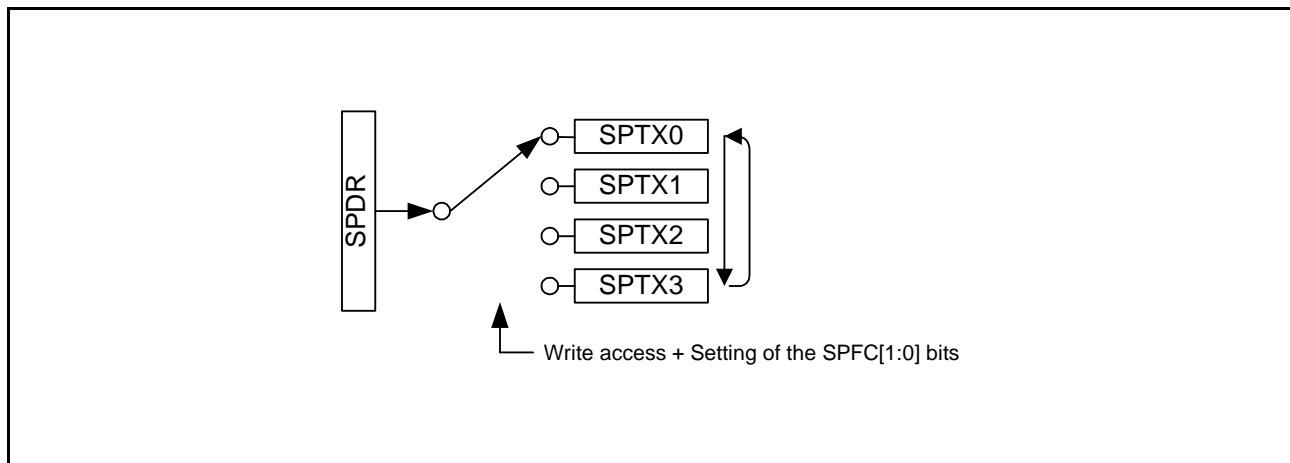 SPDR
SPTX0
SPTX1
SPTX2
SPTX3
Write access + Setting of the SPFC[1:0] bits